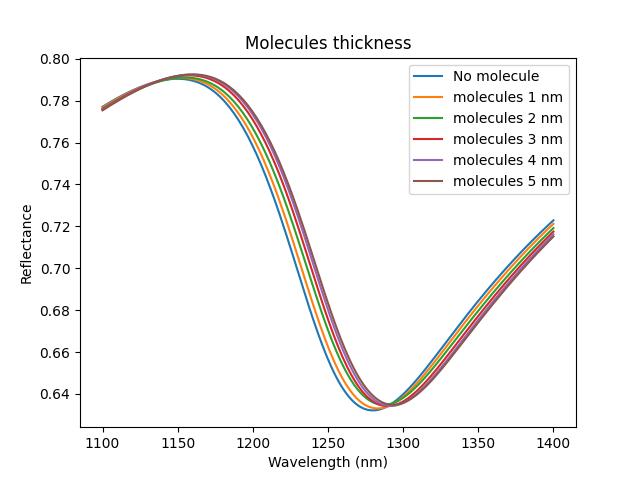 Molecules thickness
Reflectance
0.80
0.78
0.76
0.74
0.72
0.70
0.68
0.66
0.64
No molecule
molecules 1 nm
molecules 2 nm
molecules 3 nm
molecules 4 nm
molecules 5 nm
1100 1150 1200 1250 1300 1350 1400
Wavelength (nm)